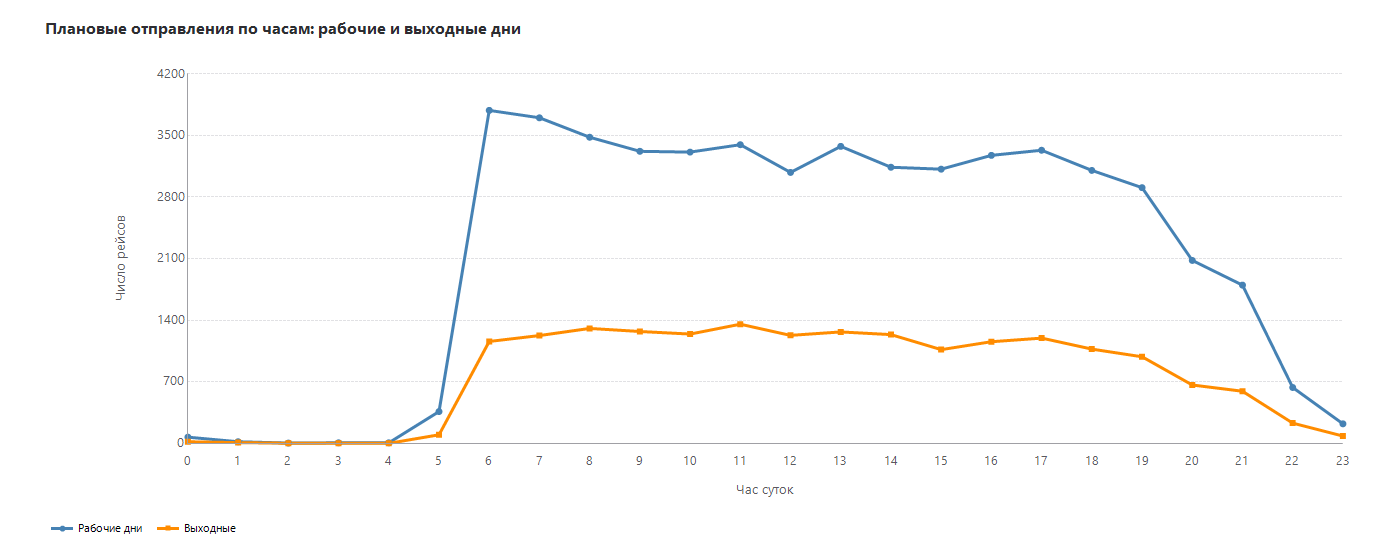 Плановые отправления по часам: рабочие и выходные дни
4200
3500
2800
2100
1400
700
0
Число рейсов
0 1 2 3 4 5 6 7 8 9 10 11 12 13 14 15 16 17 18 19 20 21 22 23
Час суток
Рабочие дни Выходные